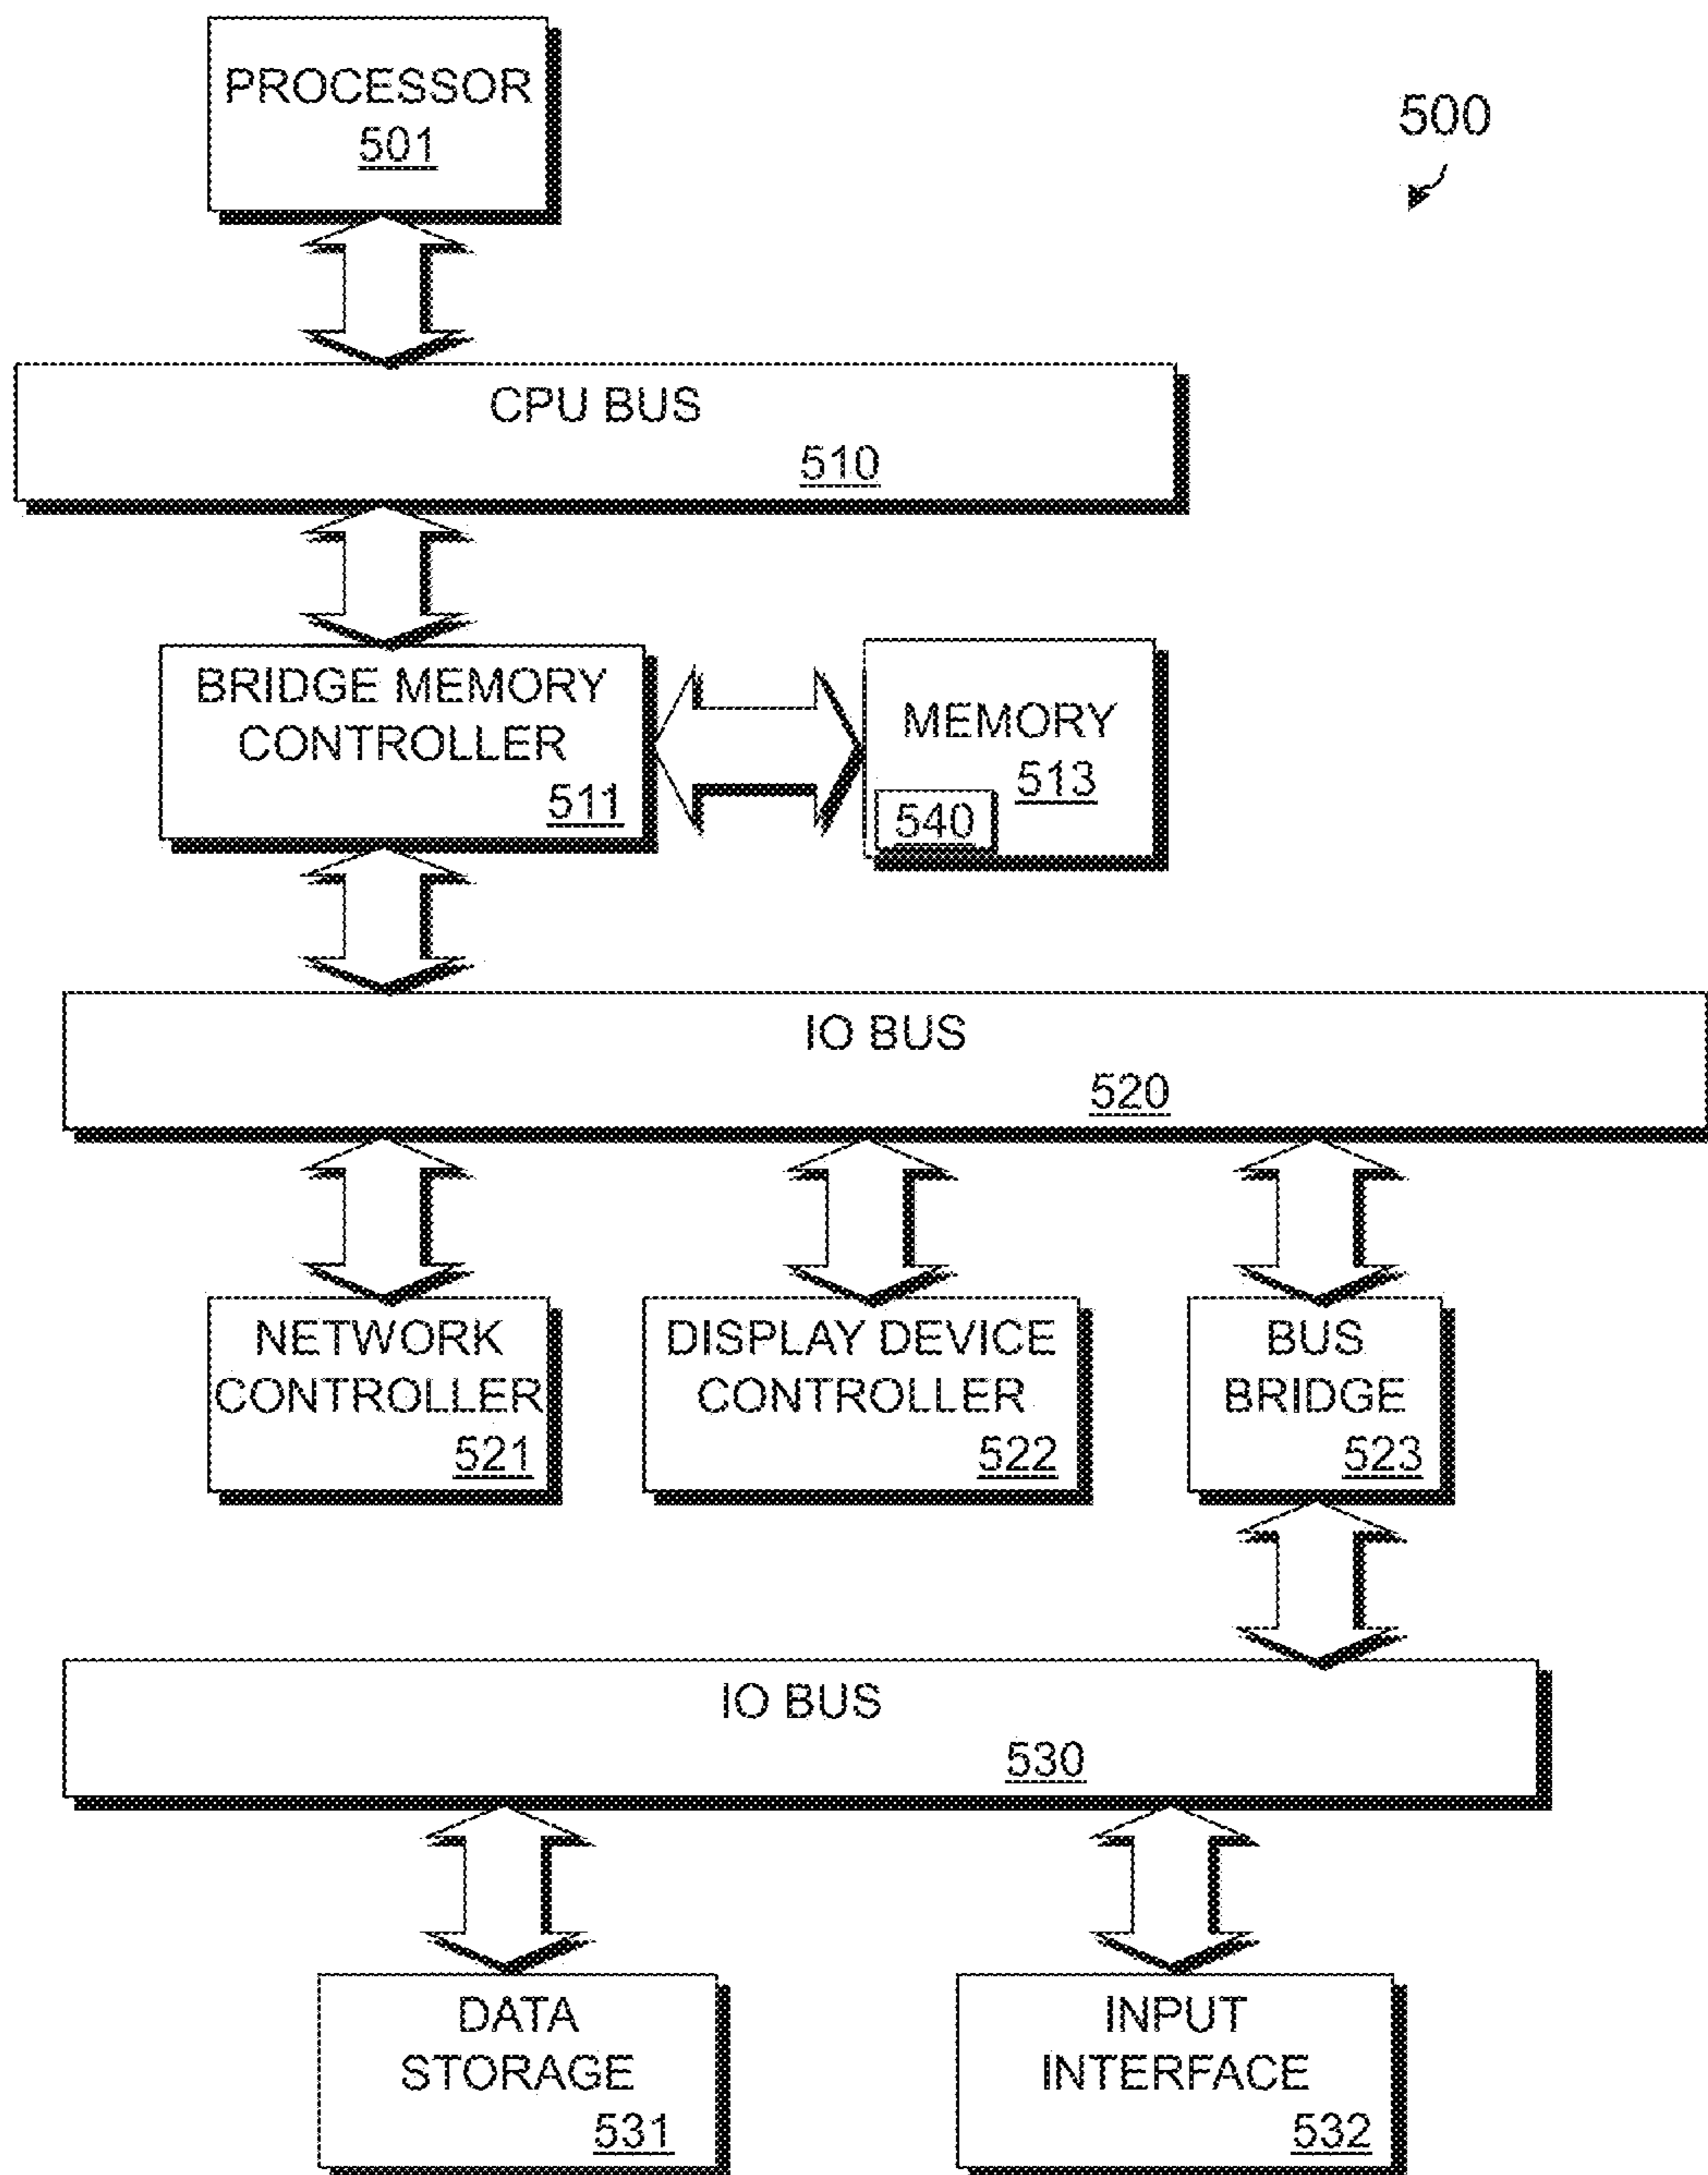 PROCESSOR
501
500
CPU BUS
510
BRIDGE MEMORY
CONTROLLER
511
MEMORY
513
540
IO BUS
520
NETWORK
CONTROLLER
521
DISPLAY DEVICE
CONTROLLER
522
BUS
BRIDGE
523
IO BUS
530
DATA
STORAGE
531
INPUT
INTERFACE
532